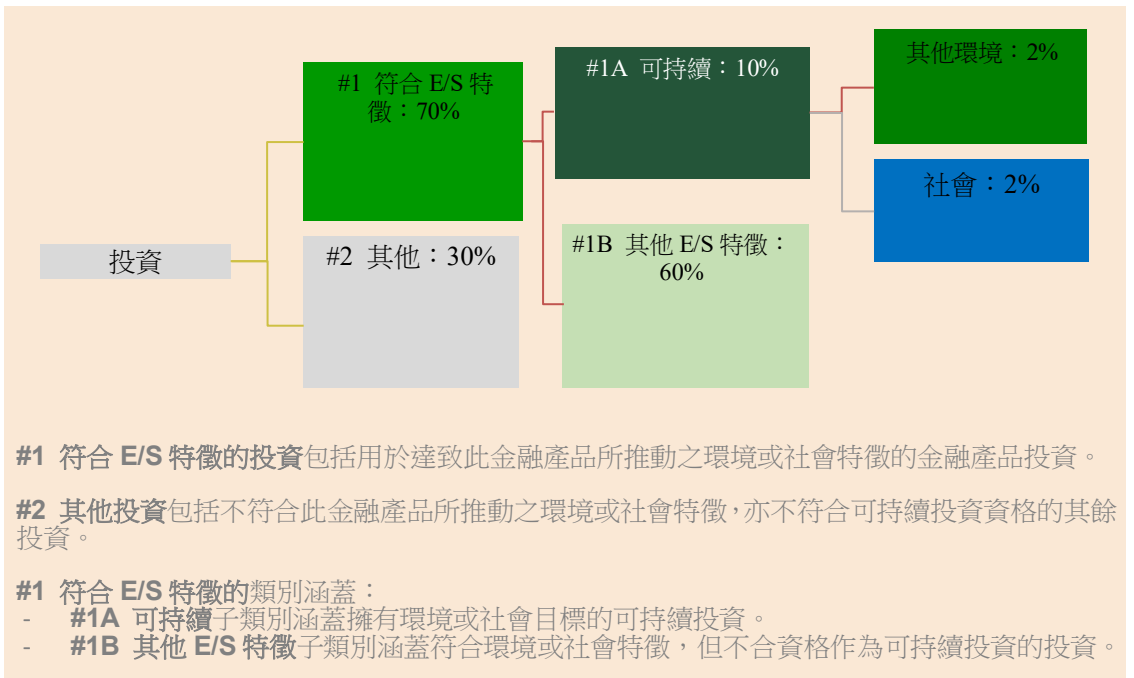 投資
#1 符合 E/S 特
徵：70%
#2 其他：30%
#1A 可持續：10%
#1B 其他 E/S 特徵：
60%
其他環境：2%
社會：2%
#1 符合 E/S 特徵的投資包括用於達致此金融產品所推動之環境或社會特徵的金融產品投資。
#2 其他投資包括不符合此金融產品所推動之環境或社會特徵，亦不符合可持續投資資格的其餘
投資。
#1 符合 E/S 特徵的類別涵蓋：
- #1A 可持續子類別涵蓋擁有環境或社會目標的可持續投資。
- #1B 其他 E/S 特徵子類別涵蓋符合環境或社會特徵，但不合資格作為可持續投資的投資。